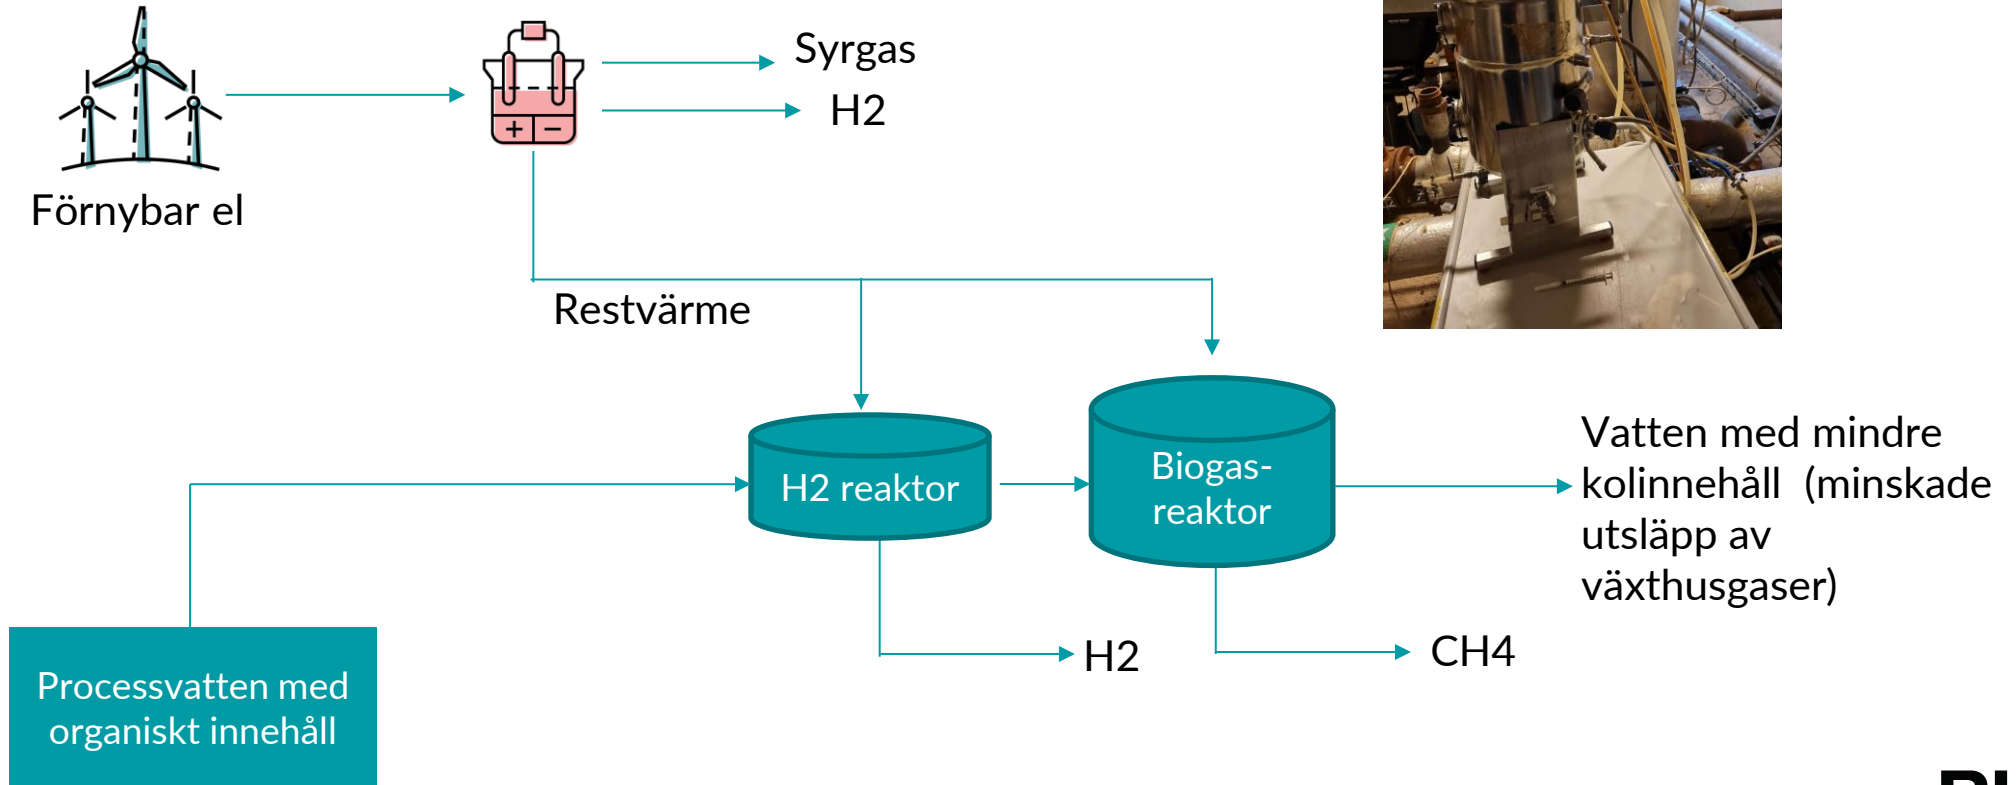 Syrgas
H2
Förnybar el
Restvärme
H2 reaktor
Biogas-
reaktor
Vatten med mindre
kolinnehåll (minskade
utsläpp av
växthusgaser)
H2
CH4
Processvatten med
organiskt innehåll